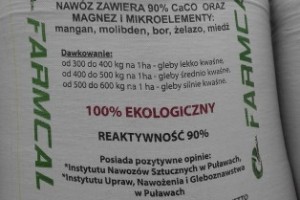 NAWÓZ ZAWIERA 90% CaCO ORAZ
MAGNEZ I MIKROELEMENTY:
mangan, molibden, bor, żelazo, miedź
Dawkowanie:
od 300 do 400 kg na 1ha - gleby lekko kwaśne,
od 400 do 500 kg na 1ha - gleby średnio kwaśne,
od 500 do 600 kg na 1 ha - gleby silnie kwaśne.
100% EKOLOGICZNY
REAKTYWNOŚĆ 90%
Posiada pozytywne opinie:
*Instytutu Nawozów Sztucznych w Puławach,
*Instytutu Upraw, Nawożenia i Gleboznawstwa
w Puławach
FARMCAL
FARMCAL